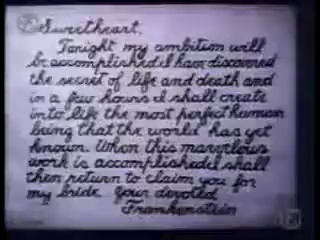 Sweetheart,
Tonight my ambition will
be accomplished. I have discovered
the secret of life and death and
in a few hours I shall create
into life the most perfect human
being that the world has yet
known. When this marvelous
work is accomplished I shall
then return to claim you for
my bride. Your devoted
Frankenstein